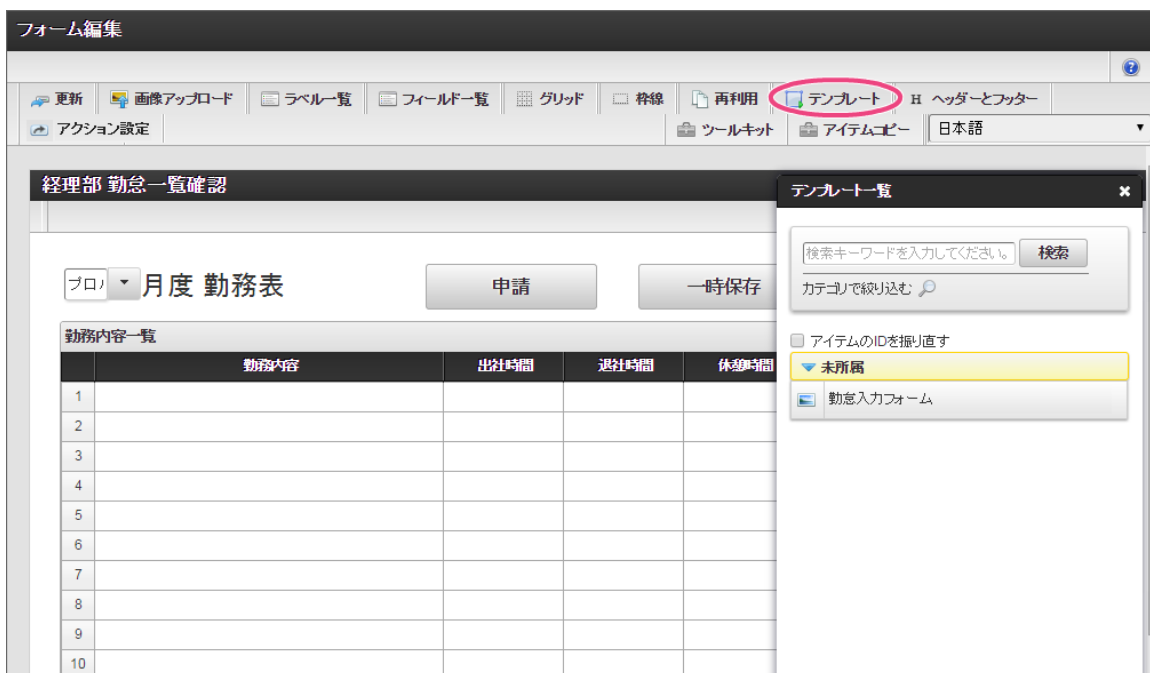 フォーム編集
更新 画像アップロード ラベル一覧 フィールド一覧 グリッド 枠線 再利用 テンプレート H ヘッダーとフッター
アクション設定 ツールキット アイテムコピー 日本語
経理部 勤怠一覧確認
月度 勤務表 申請 一時保存
勤務内容一覧
勤務内容 出社時間 退社時間 休憩時間
1
2
3
4
5
6
7
8
9
10
テンプレート一覧
検索キーワードを入力してください。 検索
カテゴリで絞り込む
アイテムのIDを振り直す
未所属
勤怠入力フォーム